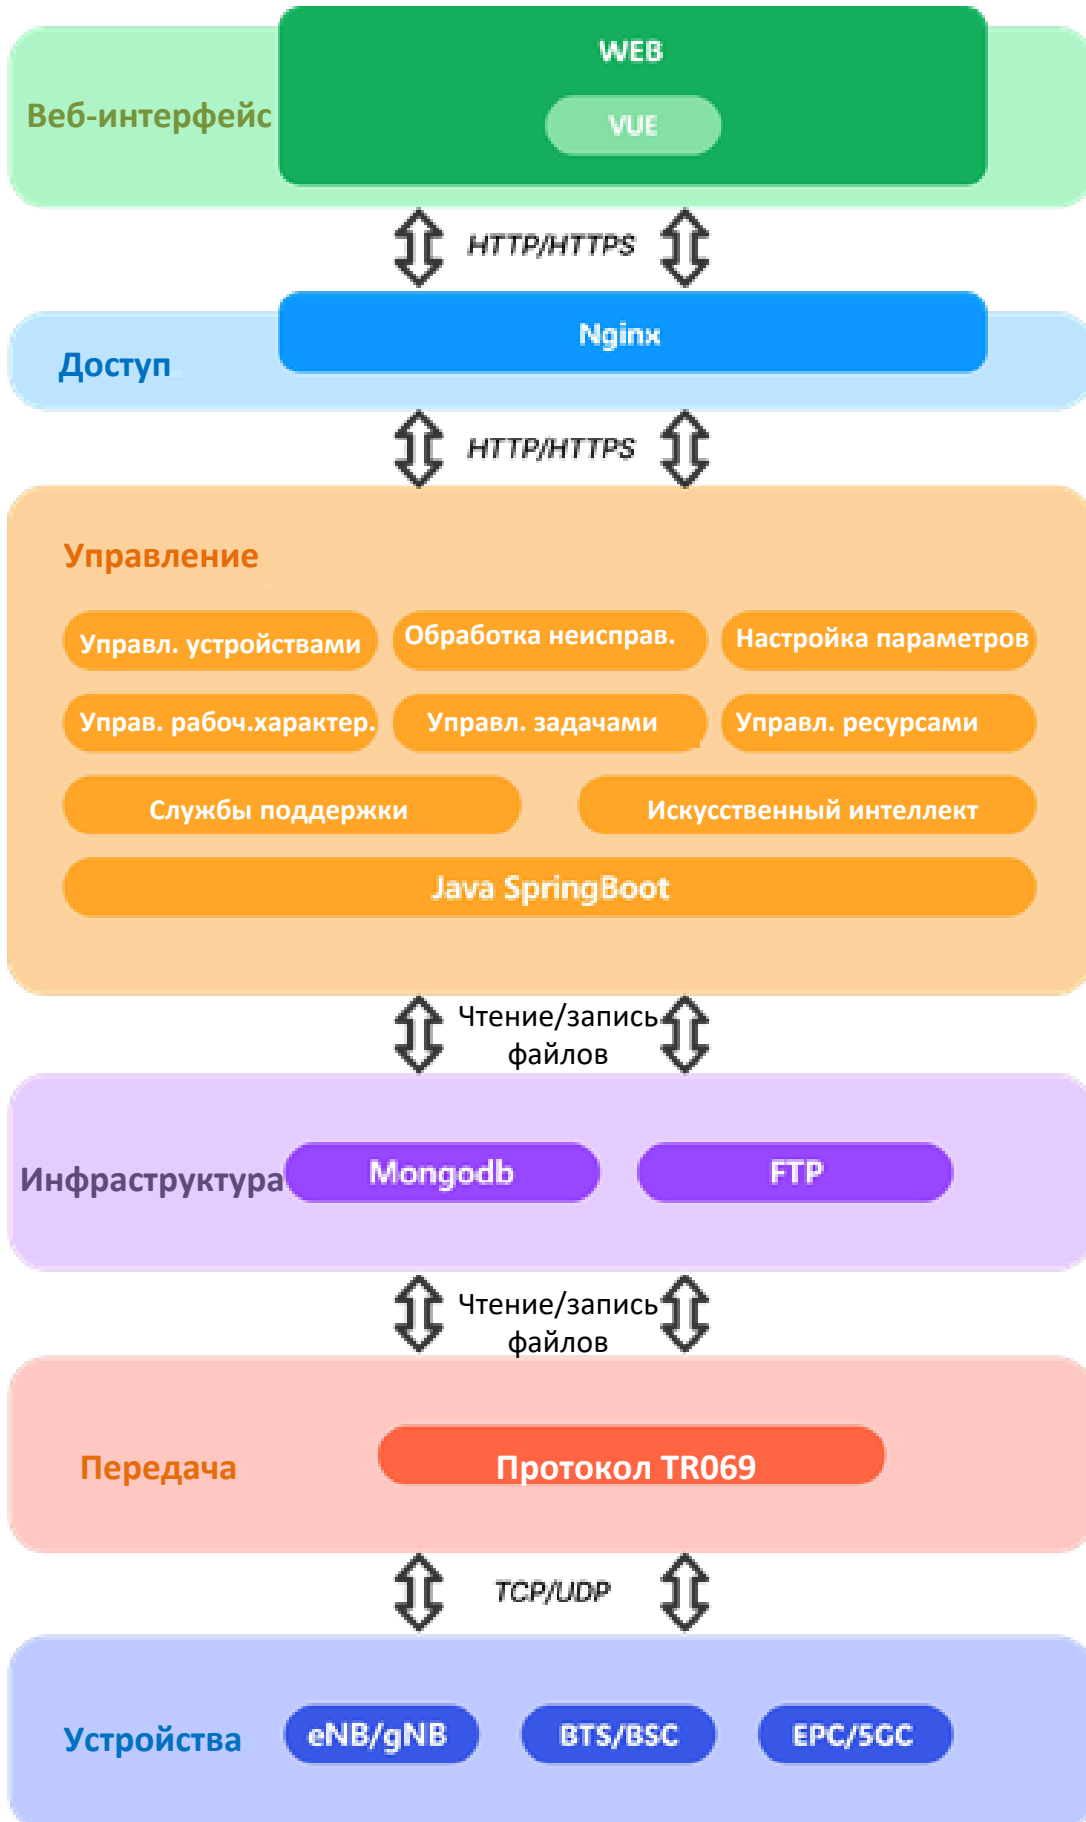 WEB
Веб-интерфейс
VUE
HTTP/HTTPS
Nginx
Доступ
HTTP/HTTPS
Управление
Управл. устройствами
Обработка неисправ.
Настройка параметров
Управ. рабоч.характер.
Управл. задачами
Управл. ресурсами
Службы поддержки
Искусственный интеллект
Java SpringBoot
Чтение/запись
файлов
Инфраструктура
Mongodb
FTP
Чтение/запись
файлов
Передача
Протокол TR069
TCP/UDP
Устройства
eNB/gNB
BTS/BSC
EPC/5GC